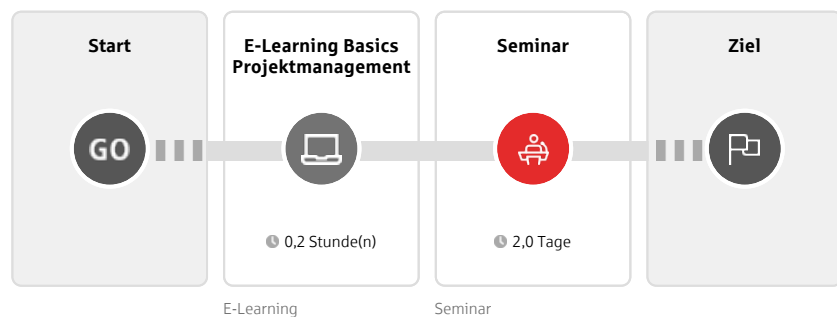 Start
E-Learning Basics
Projektmanagement
Seminar
Ziel
GO
0,2 Stunde(n)
2,0 Tage
E-Learning
Seminar